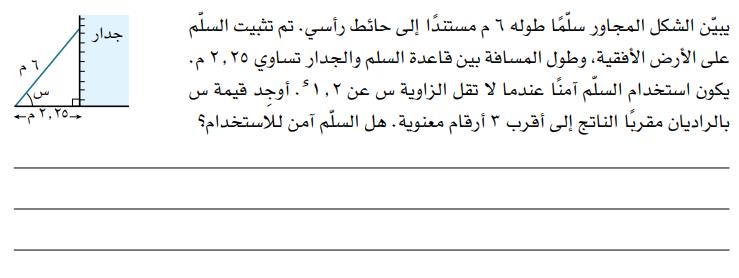 يبيّن الشكل المجاور سلّمًا طوله ٦ م مستندًا إلى حائط رأسي. تم تثبيت السلّم
على الأرض الأفقية، وطول المسافة بين قاعدة السلم والجدار تساوي ٢,٢٥ م.
يكون استخدام السلّم آمنًا عندما لا تقل الزاوية س عن ١,٢ᶜ. أوجِد قيمة س
بالراديان مقربًا الناتج إلى أقرب ٣ أرقام معنوية. هل السلّم آمن للاستخدام؟
جدار
٦ م
س
٢,٢٥ م